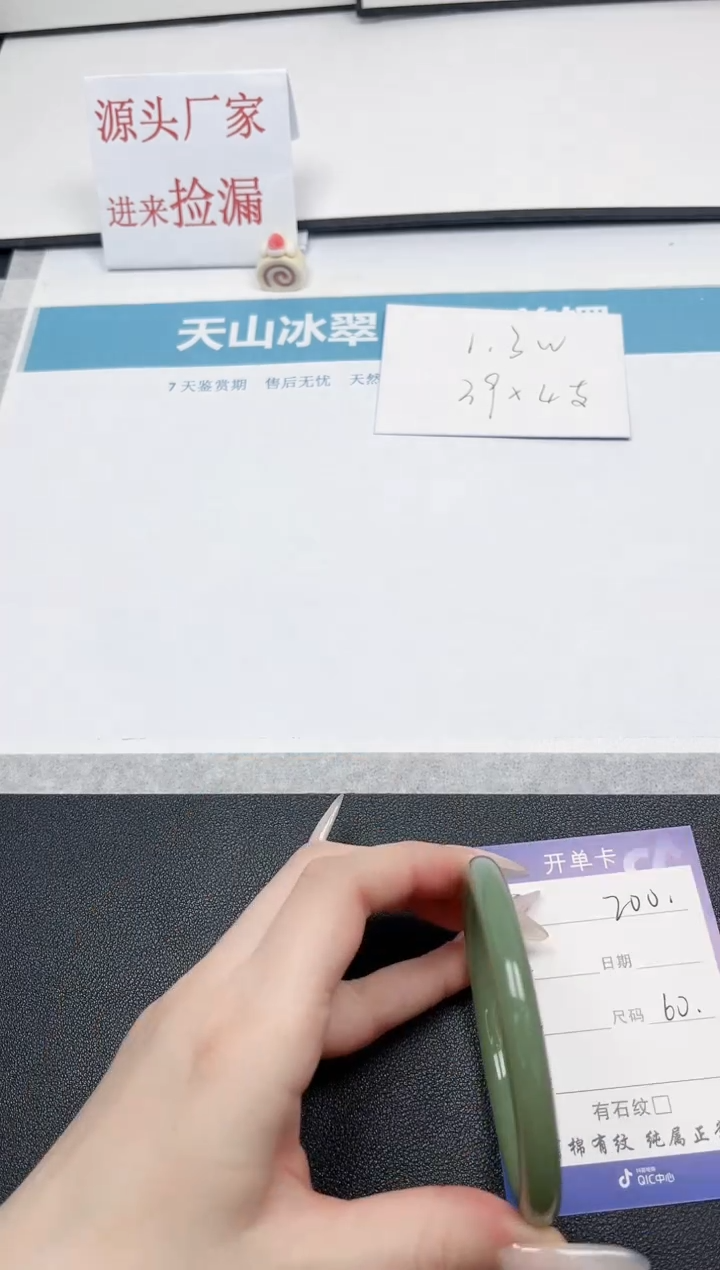 源头厂家
进来捡漏
天山冰翠
7天鉴赏期 售后无忧 天然
1.3w
39×4支
开单卡
200.
日期
尺码 60.
有石纹□
棉有纹 纯属正
QIC中心